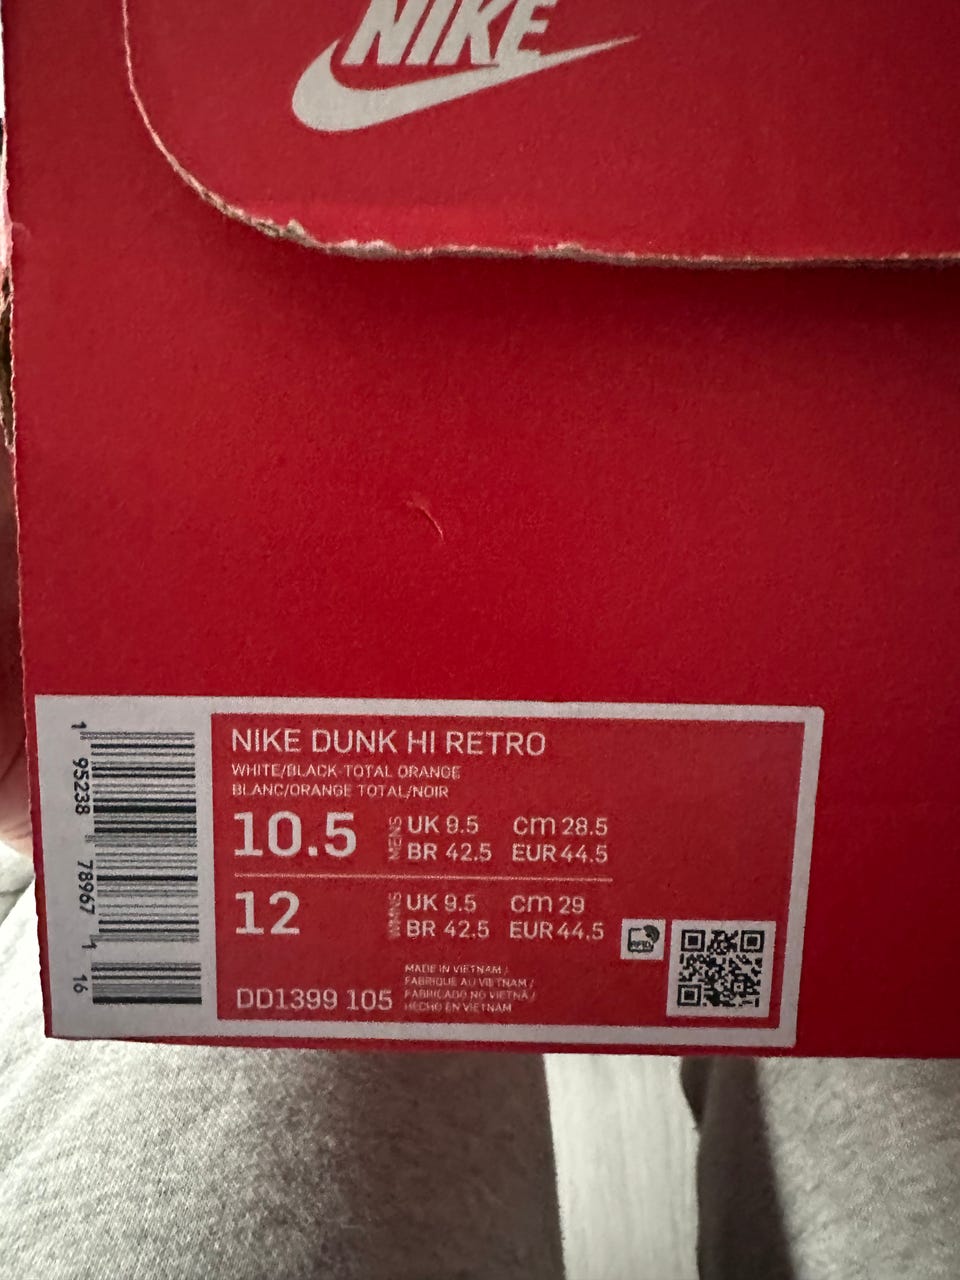 NIKE
NIKE DUNK HI RETRO
WHITE/BLACK-TOTAL ORANGE
BLANC/ORANGE TOTAL/NOIR
10.5 MENS UK 9.5 cm 28.5
BR 42.5 EUR 44.5
12 WMNS UK 9.5 cm 29
BR 42.5 EUR 44.5
DD1399 105
MADE IN VIETNAM /
FABRIQUE AU VIETNAM /
FABRICADO NO VIETNÃ /
HECHO EN VIETNAM
RFID
1 95238 78967 1 16